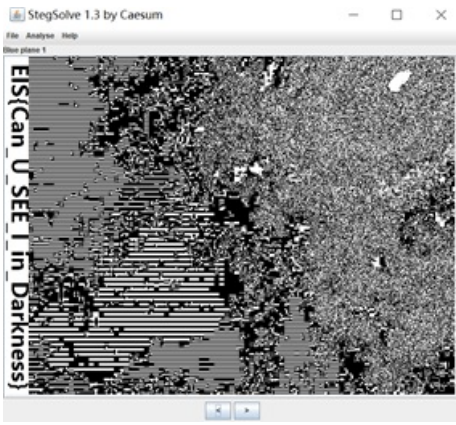 StegSolve 1.3 by Caesum
File Analyse Help
Blue plane 1
EIS{Can_U_SEE_I_in_Darkness}
< >